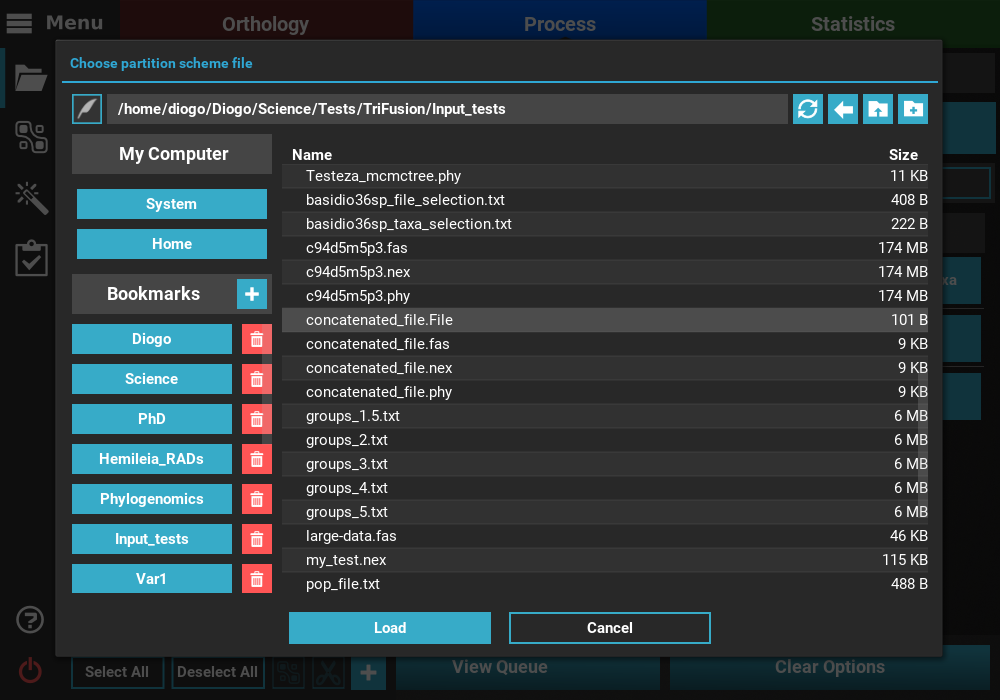 Menu
Orthology
Process
Statistics
Choose partition scheme file
/home/diogo/Diogo/Science/Tests/TriFusion/Input_tests
My Computer
System
Home
Bookmarks
Diogo
Science
PhD
Hemileia_RADs
Phylogenomics
Input_tests
Var1
Name Size
Testeza_mcmctree.phy 11 KB
basidio36sp_file_selection.txt 408 B
basidio36sp_taxa_selection.txt 222 B
c94d5m5p3.fas 174 MB
c94d5m5p3.nex 174 MB
c94d5m5p3.phy 174 MB
concatenated_file.File 101 B
concatenated_file.fas 9 KB
concatenated_file.nex 9 KB
concatenated_file.phy 9 KB
groups_1.5.txt 6 MB
groups_2.txt 6 MB
groups_3.txt 6 MB
groups_4.txt 6 MB
groups_5.txt 6 MB
large-data.fas 46 KB
my_test.nex 115 KB
pop_file.txt 488 B
Load
Cancel
xa
Select All
Deselect All
View Queue
Clear Options